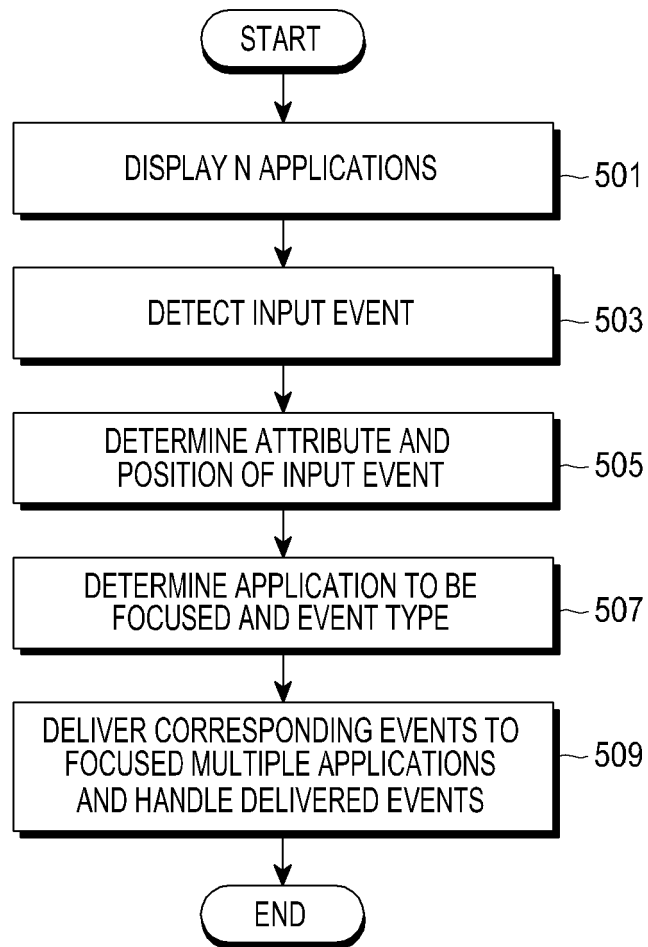 START
DISPLAY N APPLICATIONS
501
DETECT INPUT EVENT
503
DETERMINE ATTRIBUTE AND
POSITION OF INPUT EVENT
505
DETERMINE APPLICATION TO BE
FOCUSED AND EVENT TYPE
507
DELIVER CORRESPONDING EVENTS TO
FOCUSED MULTIPLE APPLICATIONS
AND HANDLE DELIVERED EVENTS
509
END